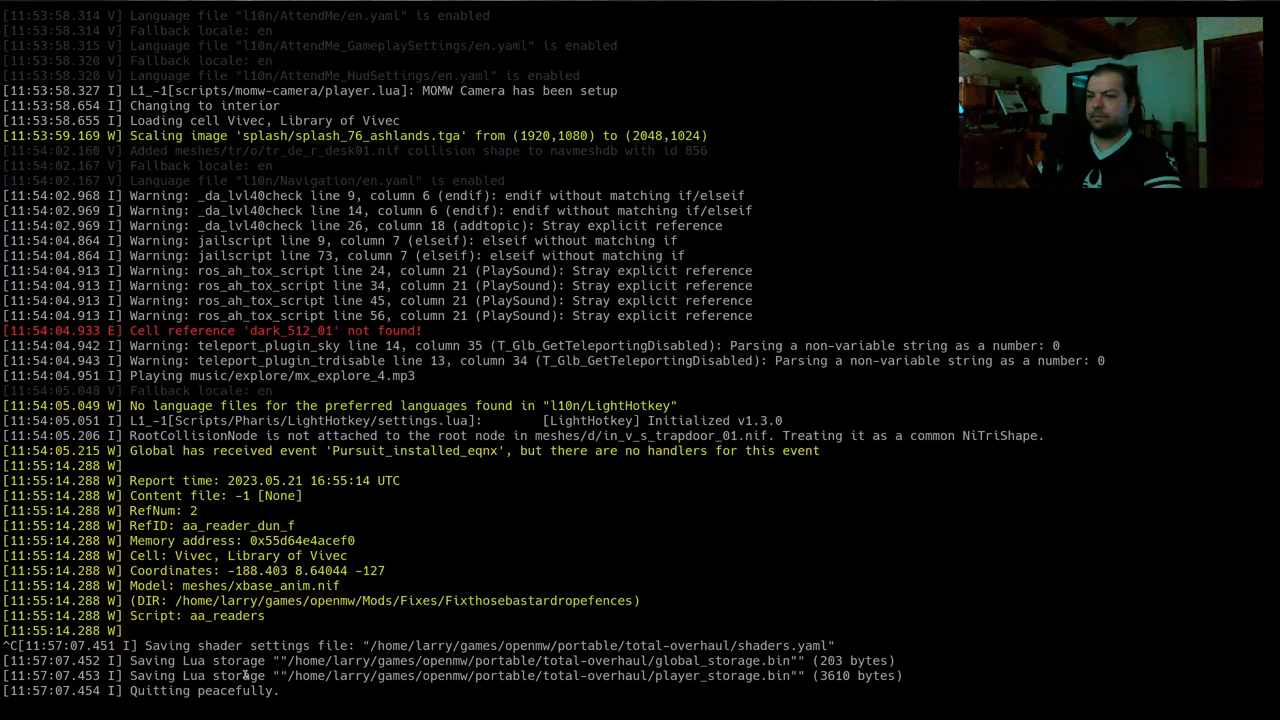 [11:53:58.314 V] Language file "l10n/AttendMe/en.yaml" is enabled
[11:53:58.314 V] Fallback locale: en
[11:53:58.315 V] Language file "l10n/AttendMe_GameplaySettings/en.yaml" is enabled
[11:53:58.320 V] Fallback locale: en
[11:53:58.320 V] Language file "l10n/AttendMe_HudSettings/en.yaml" is enabled
[11:53:58.327 I] L1_-1[scripts/momw-camera/player.lua]: MOMW Camera has been setup
[11:53:58.654 I] Changing to interior
[11:53:58.655 I] Loading cell Vivec, Library of Vivec
[11:53:59.169 W] Scaling image 'splash/splash_76_ashlands.tga' from (1920,1080) to (2048,1024)
[11:54:02.160 V] Added meshes/tr/o/tr_de_r_desk01.nif collision shape to navmeshdb with id 856
[11:54:02.167 V] Fallback locale: en
[11:54:02.167 V] Language file "l10n/Navigation/en.yaml" is enabled
[11:54:02.968 I] Warning: _da_lvl40check line 9, column 6 (endif): endif without matching if/elseif
[11:54:02.969 I] Warning: _da_lvl40check line 14, column 6 (endif): endif without matching if/elseif
[11:54:02.969 I] Warning: _da_lvl40check line 26, column 18 (addtopic): Stray explicit reference
[11:54:04.864 I] Warning: jailscript line 9, column 7 (elseif): elseif without matching if
[11:54:04.864 I] Warning: jailscript line 73, column 7 (elseif): elseif without matching if
[11:54:04.913 I] Warning: ros_ah_tox_script line 24, column 21 (PlaySound): Stray explicit reference
[11:54:04.913 I] Warning: ros_ah_tox_script line 34, column 21 (PlaySound): Stray explicit reference
[11:54:04.913 I] Warning: ros_ah_tox_script line 45, column 21 (PlaySound): Stray explicit reference
[11:54:04.913 I] Warning: ros_ah_tox_script line 56, column 21 (PlaySound): Stray explicit reference
[11:54:04.933 E] Cell reference 'dark_512_01' not found!
[11:54:04.942 I] Warning: teleport_plugin_sky line 14, column 35 (T_Glb_GetTeleportingDisabled): Parsing a non-variable string as a number: 0
[11:54:04.943 I] Warning: teleport_plugin_trdisable line 13, column 34 (T_Glb_GetTeleportingDisabled): Parsing a non-variable string as a number: 0
[11:54:04.951 I] Playing music/explore/mx_explore_4.mp3
[11:54:05.048 V] Fallback locale: en
[11:54:05.049 W] No language files for the preferred languages found in "l10n/LightHotkey"
[11:54:05.051 I] L1_-1[Scripts/Pharis/LightHotkey/settings.lua]:        [LightHotkey] Initialized v1.3.0
[11:54:05.206 I] RootCollisionNode is not attached to the root node in meshes/d/in_v_s_trapdoor_01.nif. Treating it as a common NiTriShape.
[11:54:05.215 W] Global has received event 'Pursuit_installed_eqnx', but there are no handlers for this event
[11:55:14.288 W]
[11:55:14.288 W] Report time: 2023.05.21 16:55:14 UTC
[11:55:14.288 W] Content file: -1 [None]
[11:55:14.288 W] RefNum: 2
[11:55:14.288 W] RefID: aa_reader_dun_f
[11:55:14.288 W] Memory address: 0x55d64e4acef0
[11:55:14.288 W] Cell: Vivec, Library of Vivec
[11:55:14.288 W] Coordinates: -188.403 8.64044 -127
[11:55:14.288 W] Model: meshes/xbase_anim.nif
[11:55:14.288 W] (DIR: /home/larry/games/openmw/Mods/Fixes/Fixthosebastardropefences)
[11:55:14.288 W] Script: aa_readers
[11:55:14.288 W]
^C[11:57:07.451 I] Saving shader settings file: "/home/larry/games/openmw/portable/total-overhaul/shaders.yaml"
[11:57:07.452 I] Saving Lua storage ""/home/larry/games/openmw/portable/total-overhaul/global_storage.bin"" (203 bytes)
[11:57:07.453 I] Saving Lua storage ""/home/larry/games/openmw/portable/total-overhaul/player_storage.bin"" (3610 bytes)
[11:57:07.454 I] Quitting peacefully.